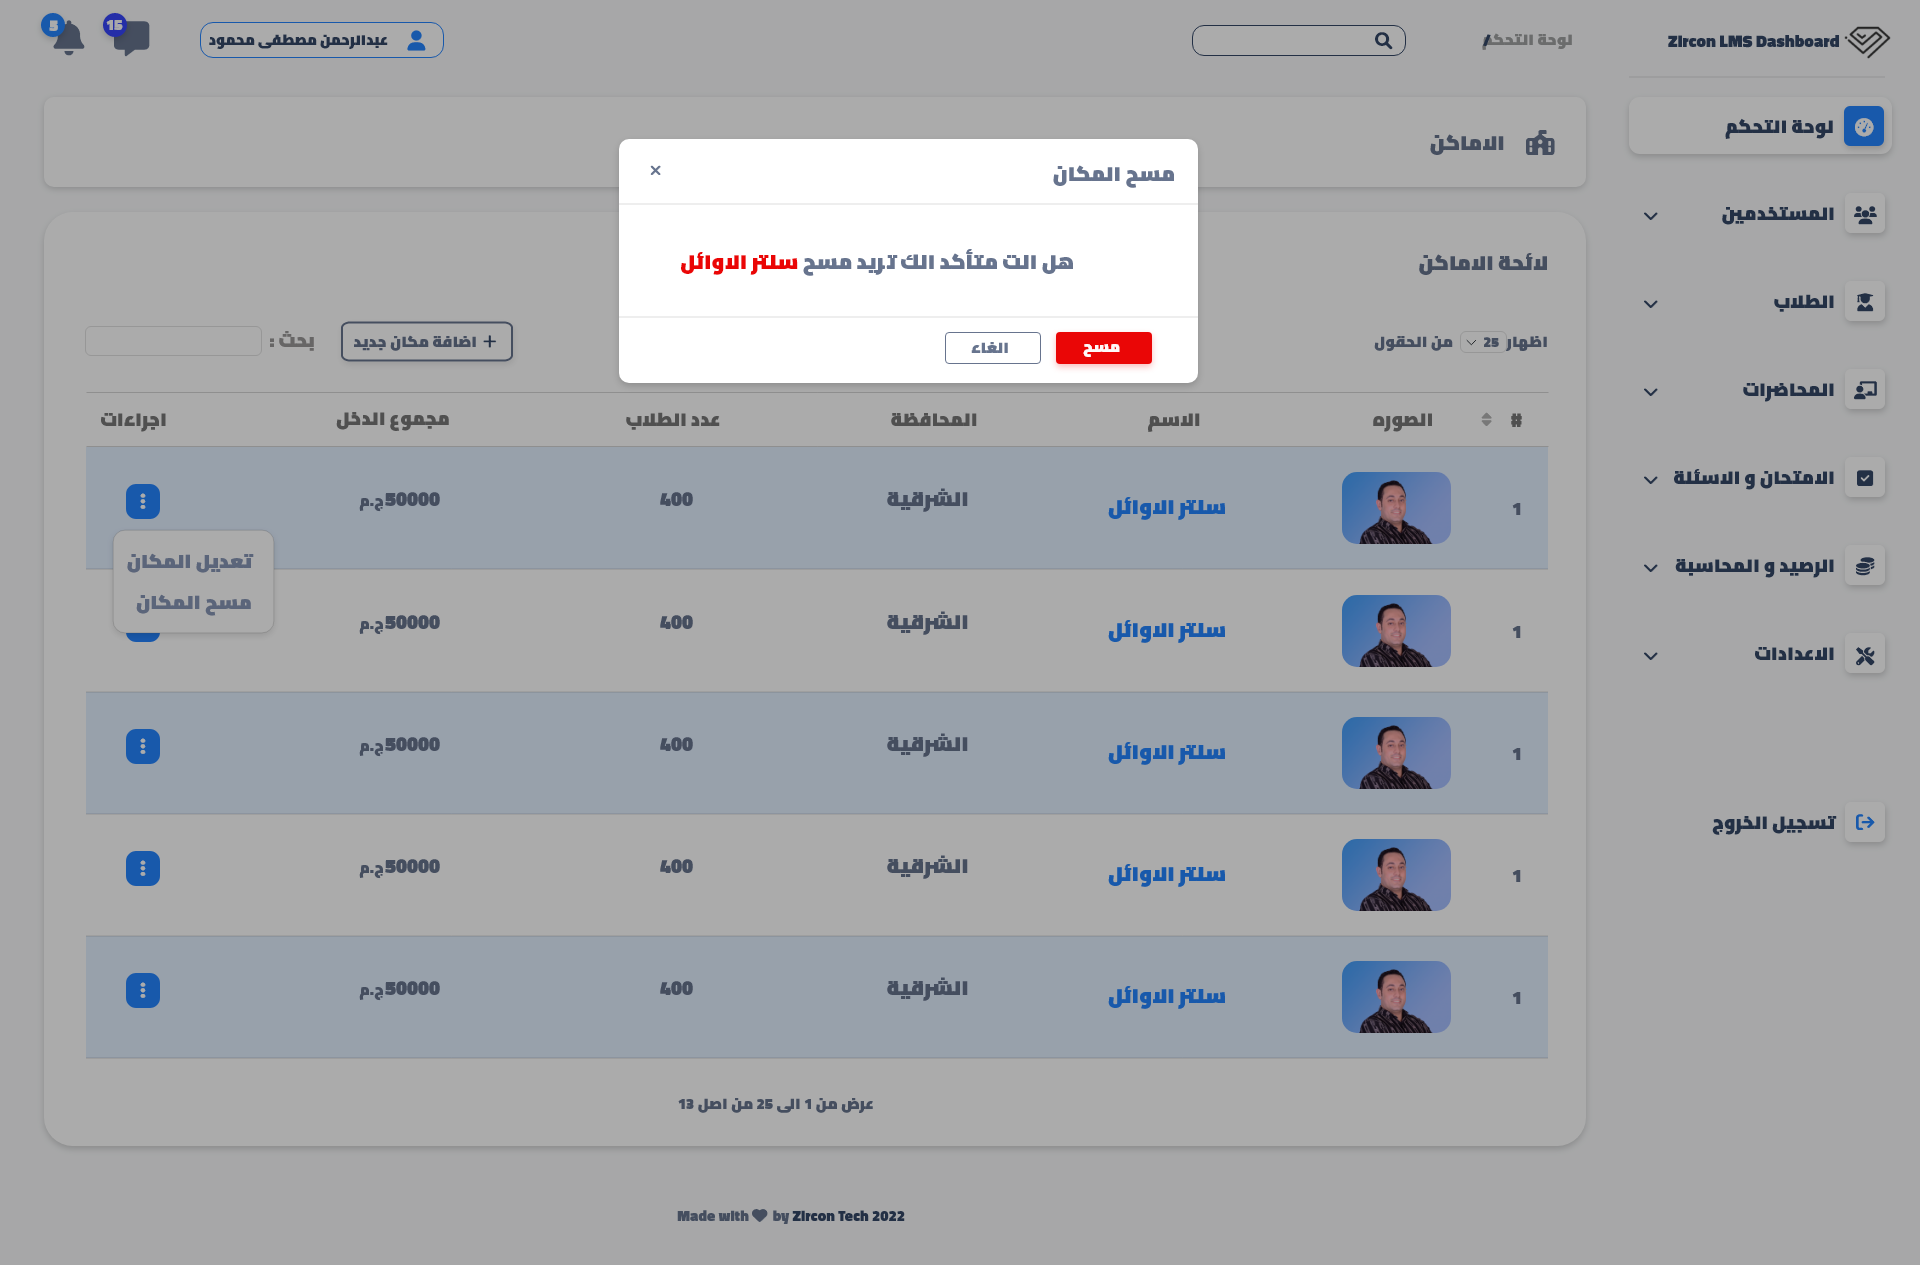 Zircon LMS Dashboard
لوحة التحكم /
عبدالرحمن مصطفى محمود
15
5
لوحة التحكم
المستخدمين
الطلاب
المحاضرات
الامتحان و الاسئلة
الرصيد و المحاسبة
الاعدادات
تسجيل الخروج
الاماكن
مسح المكان
×
هل انت متأكد انك تريد مسح سنتر الاوائل
مسح
الغاء
لائحة الاماكن
اظهار 25 من الحقول
+ اضافة مكان جديد
بحث :
# الصوره الاسم المحافظة عدد الطلاب مجموع الدخل اجراءات
1 سنتر الاوائل الشرقية 400 50000ج.م
تعديل المكان
مسح المكان
1 سنتر الاوائل الشرقية 400 50000ج.م
1 سنتر الاوائل الشرقية 400 50000ج.م
1 سنتر الاوائل الشرقية 400 50000ج.م
1 سنتر الاوائل الشرقية 400 50000ج.م
عرض من 1 الى 25 من اصل 13
Made with by Zircon Tech 2022